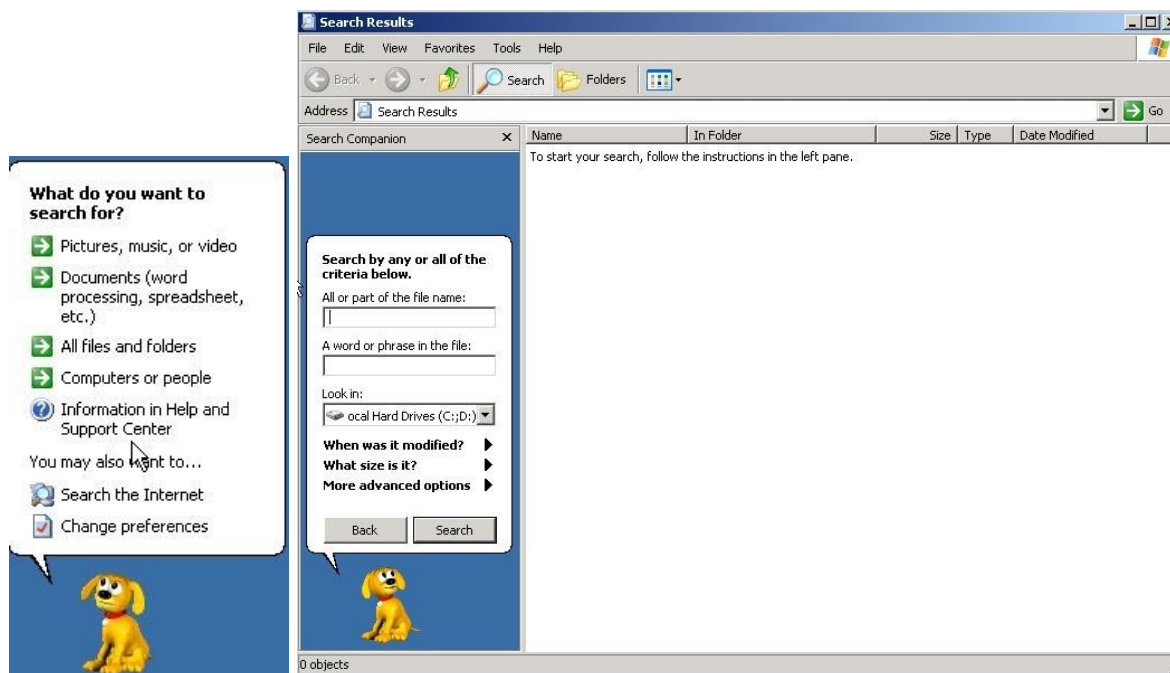 What do you want to
search for?
Pictures, music, or video
Documents (word
processing, spreadsheet,
etc.)
All files and folders
Computers or people
Information in Help and
Support Center
You may also want to...
Search the Internet
Change preferences
Search Results
File Edit View Favorites Tools Help
Back Search Folders
Address Search Results Go
Search Companion
Name In Folder Size Type Date Modified
To start your search, follow the instructions in the left pane.
Search by any or all of the
criteria below.
All or part of the file name:
A word or phrase in the file:
Look in:
ocal Hard Drives (C:;D:)
When was it modified?
What size is it?
More advanced options
Back Search
0 objects